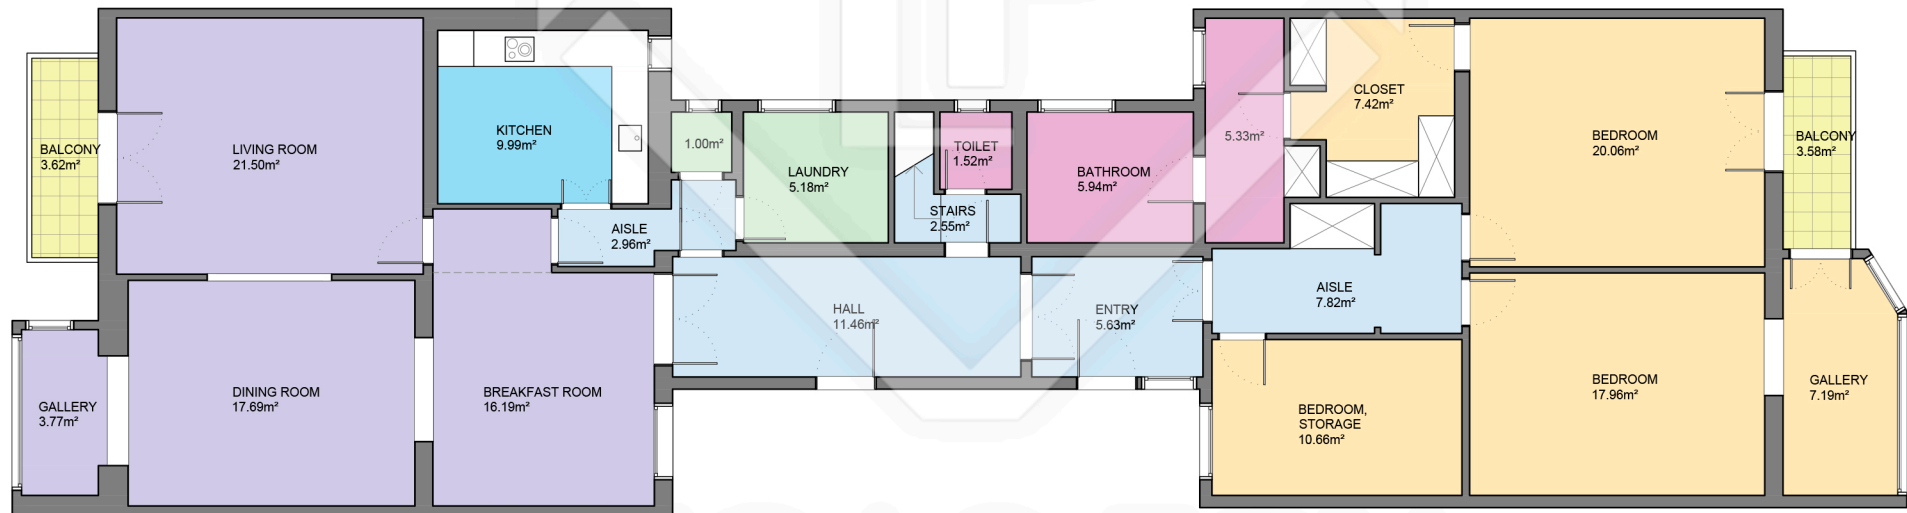 BALCONY
3.62m²
LIVING ROOM
21.50m²
KITCHEN
9.99m²
1.00m²
LAUNDRY
5.18m²
TOILET
1.52m²
BATHROOM
5.94m²
5.33m²
CLOSET
7.42m²
BEDROOM
20.06m²
BALCONY
3.58m²
AISLE
2.96m²
STAIRS
2.55m²
HALL
11.46m²
ENTRY
5.63m²
AISLE
7.82m²
GALLERY
3.77m²
DINING ROOM
17.69m²
BREAKFAST ROOM
16.19m²
BEDROOM,
STORAGE
10.66m²
BEDROOM
17.96m²
GALLERY
7.19m²